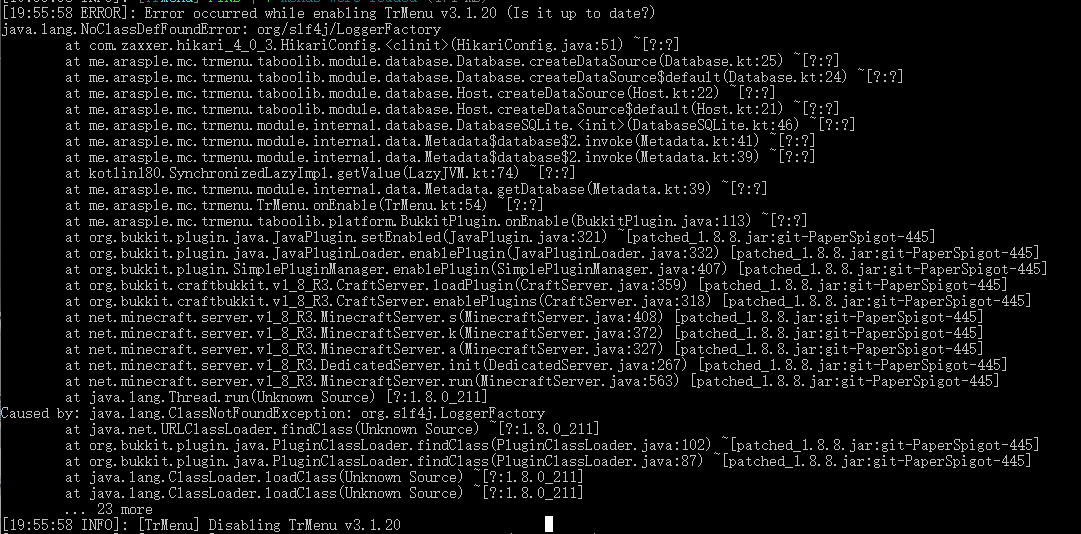 [19:55:58 ERROR]: Error occurred while enabling TrMenu v3.1.20 (Is it up to date?)
java.lang.NoClassDefFoundError: org/slf4j/LoggerFactory
at com.zaxxer.hikari_4_0_3.HikariConfig.<clinit>(HikariConfig.java:51) ~[?:?]
at me.arasple.mc.trmenu.taboolib.module.database.Database.createDataSource(Database.kt:25) ~[?:?]
at me.arasple.mc.trmenu.taboolib.module.database.Database.createDataSource$default(Database.kt:24) ~[?:?]
at me.arasple.mc.trmenu.taboolib.module.database.Host.createDataSource(Host.kt:22) ~[?:?]
at me.arasple.mc.trmenu.taboolib.module.database.Host.createDataSource$default(Host.kt:21) ~[?:?]
at me.arasple.mc.trmenu.module.internal.database.DatabaseSQLite.<init>(DatabaseSQLite.kt:46) ~[?:?]
at me.arasple.mc.trmenu.module.internal.data.Metadata$database$2.invoke(Metadata.kt:41) ~[?:?]
at me.arasple.mc.trmenu.module.internal.data.Metadata$database$2.invoke(Metadata.kt:39) ~[?:?]
at kotlin180.SynchronizedLazyImpl.getValue(LazyJVM.kt:74) ~[?:?]
at me.arasple.mc.trmenu.module.internal.data.Metadata.getDatabase(Metadata.kt:39) ~[?:?]
at me.arasple.mc.trmenu.TrMenu.onEnable(TrMenu.kt:54) ~[?:?]
at me.arasple.mc.trmenu.taboolib.platform.BukkitPlugin.onEnable(BukkitPlugin.java:113) ~[?:?]
at org.bukkit.plugin.java.JavaPlugin.setEnabled(JavaPlugin.java:321) ~[patched_1.8.8.jar:git-PaperSpigot-445]
at org.bukkit.plugin.java.JavaPluginLoader.enablePlugin(JavaPluginLoader.java:332) [patched_1.8.8.jar:git-PaperSpigot-445]
at org.bukkit.plugin.SimplePluginManager.enablePlugin(SimplePluginManager.java:407) [patched_1.8.8.jar:git-PaperSpigot-445]
at org.bukkit.craftbukkit.v1_8_R3.CraftServer.loadPlugin(CraftServer.java:359) [patched_1.8.8.jar:git-PaperSpigot-445]
at org.bukkit.craftbukkit.v1_8_R3.CraftServer.enablePlugins(CraftServer.java:318) [patched_1.8.8.jar:git-PaperSpigot-445]
at net.minecraft.server.v1_8_R3.MinecraftServer.s(MinecraftServer.java:408) [patched_1.8.8.jar:git-PaperSpigot-445]
at net.minecraft.server.v1_8_R3.MinecraftServer.k(MinecraftServer.java:372) [patched_1.8.8.jar:git-PaperSpigot-445]
at net.minecraft.server.v1_8_R3.MinecraftServer.a(MinecraftServer.java:327) [patched_1.8.8.jar:git-PaperSpigot-445]
at net.minecraft.server.v1_8_R3.DedicatedServer.init(DedicatedServer.java:267) [patched_1.8.8.jar:git-PaperSpigot-445]
at net.minecraft.server.v1_8_R3.MinecraftServer.run(MinecraftServer.java:563) [patched_1.8.8.jar:git-PaperSpigot-445]
at java.lang.Thread.run(Unknown Source) [?:1.8.0_211]
Caused by: java.lang.ClassNotFoundException: org.slf4j.LoggerFactory
at java.net.URLClassLoader.findClass(Unknown Source) ~[?:1.8.0_211]
at org.bukkit.plugin.java.PluginClassLoader.findClass(PluginClassLoader.java:102) ~[patched_1.8.8.jar:git-PaperSpigot-445]
at org.bukkit.plugin.java.PluginClassLoader.findClass(PluginClassLoader.java:87) ~[patched_1.8.8.jar:git-PaperSpigot-445]
at java.lang.ClassLoader.loadClass(Unknown Source) ~[?:1.8.0_211]
at java.lang.ClassLoader.loadClass(Unknown Source) ~[?:1.8.0_211]
... 23 more
[19:55:58 INFO]: [TrMenu] Disabling TrMenu v3.1.20